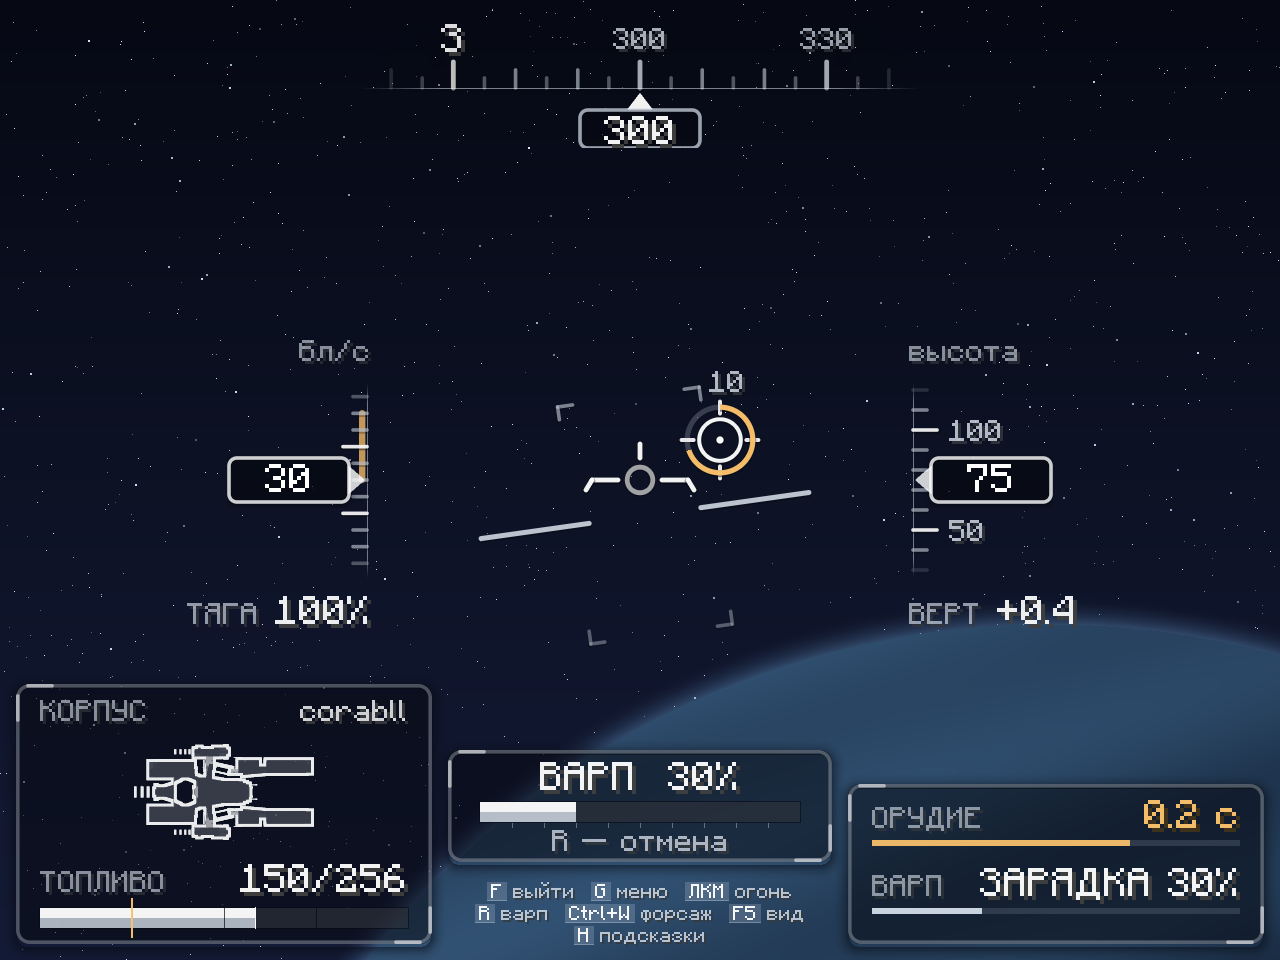 З 300 330
300
бл/с
высота
10
100
30
75
50
ТЯГА 100%
ВЕРТ +0.4
КОРПУС corabll
ВАРП 30%
R — отмена
ОРУДИЕ 0.2 с
ТОПЛИВО 150/256
ВАРП ЗАРЯДКА 30%
F выйти G меню ЛКМ огонь
R варп Ctrl+W форсаж F5 вид
H подсказки